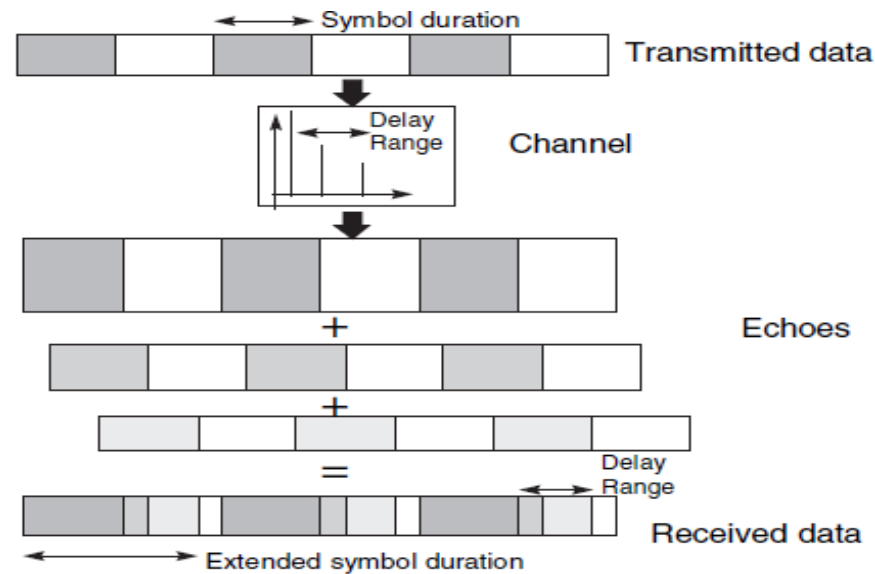 Symbol duration
Transmitted data
Delay
Range
Channel
+
Echoes
+
=
Delay
Range
Received data
Extended symbol duration